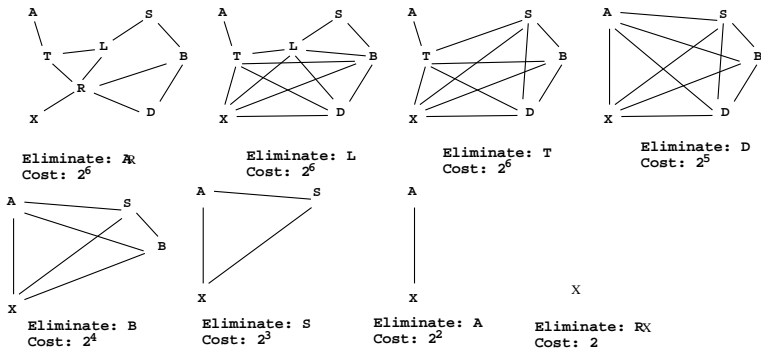 A S A S A S A S
T L B T L B T B B
R
X D X D X D X D
Eliminate: AR Eliminate: L Eliminate: T Eliminate: D
Cost: 2^6 Cost: 2^6 Cost: 2^6 Cost: 2^5
A S A S A
B
X X X X
Eliminate: B Eliminate: S Eliminate: A Eliminate: RX
Cost: 2^4 Cost: 2^3 Cost: 2^2 Cost: 2